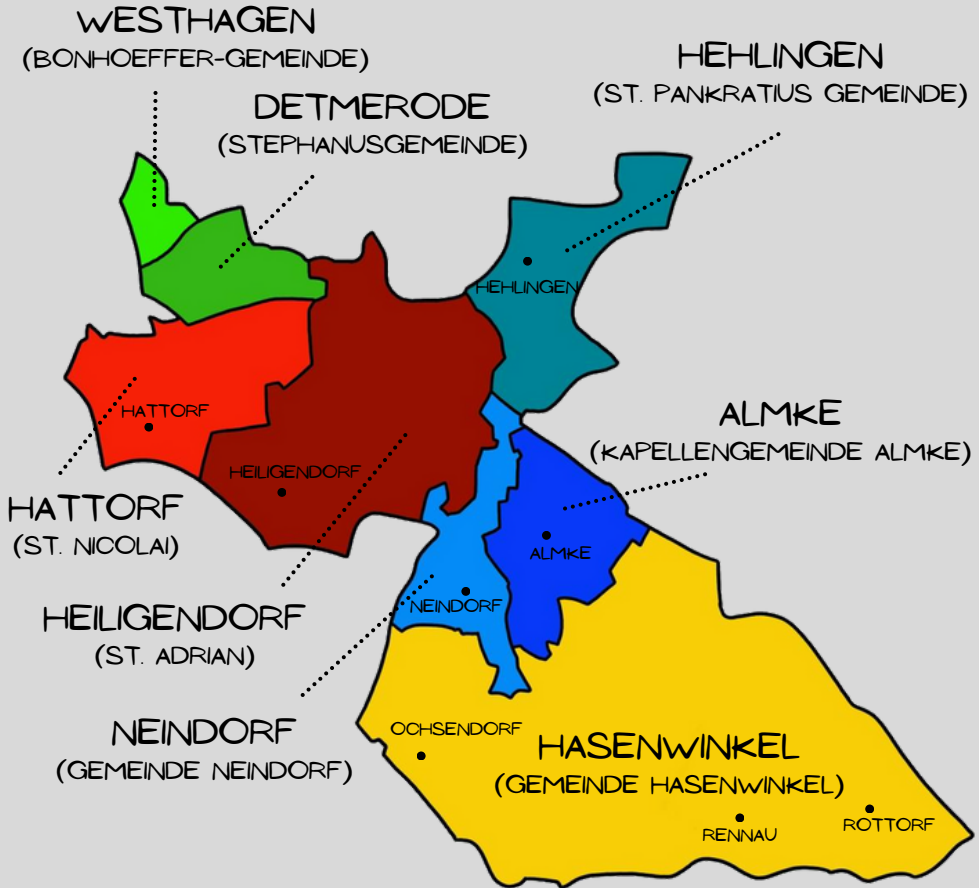 WESTHAGEN
(BONHOEFFER-GEMEINDE)
HEHLINGEN
(ST. PANKRATIUS GEMEINDE)
DETMERODE
(STEPHANUSGEMEINDE)
HEHLINGEN
HATTORF
ALMKE
(KAPELLENGEMEINDE ALMKE)
HEILIGENDORF
HATTORF
(ST. NICOLAI)
ALMKE
NEINDORF
HEILIGENDORF
(ST. ADRIAN)
NEINDORF
(GEMEINDE NEINDORF)
OCHSENDORF
HASENWINKEL
(GEMEINDE HASENWINKEL)
RENNAU
ROTTORF